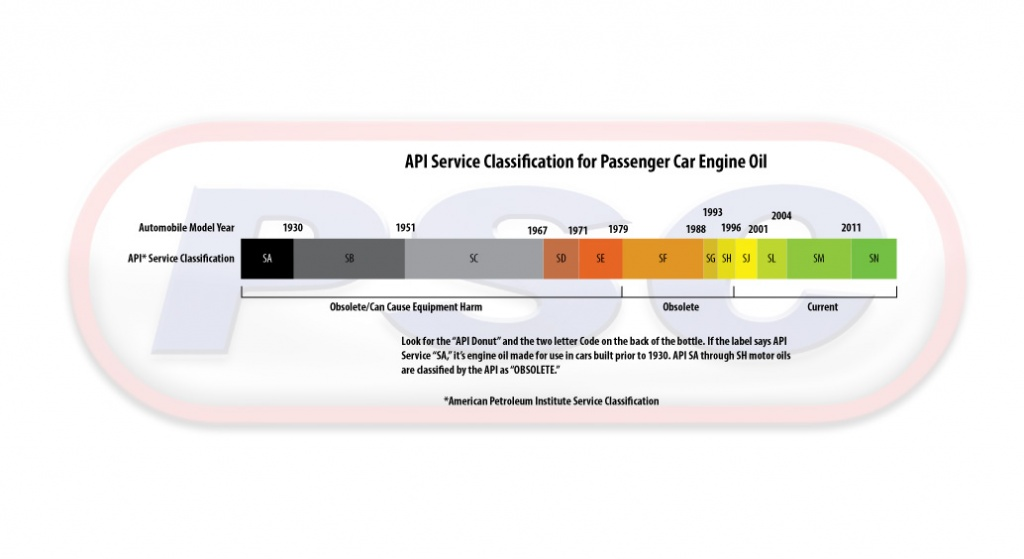 API Service Classification for Passenger Car Engine Oil
Automobile Model Year 1930 1951 1967 1971 1979 1988 1993 1996 2001 2004 2011
API* Service Classification SA SB SC SD SE SF SG SH SJ SL SM SN
Obsolete/Can Cause Equipment Harm Obsolete Current
Look for the “API Donut” and the two letter Code on the back of the bottle. If the label says API
Service “SA,” it’s engine oil made for use in cars built prior to 1930. API SA through SH motor oils
are classified by the API as “OBSOLETE.”
*American Petroleum Institute Service Classification
PSC